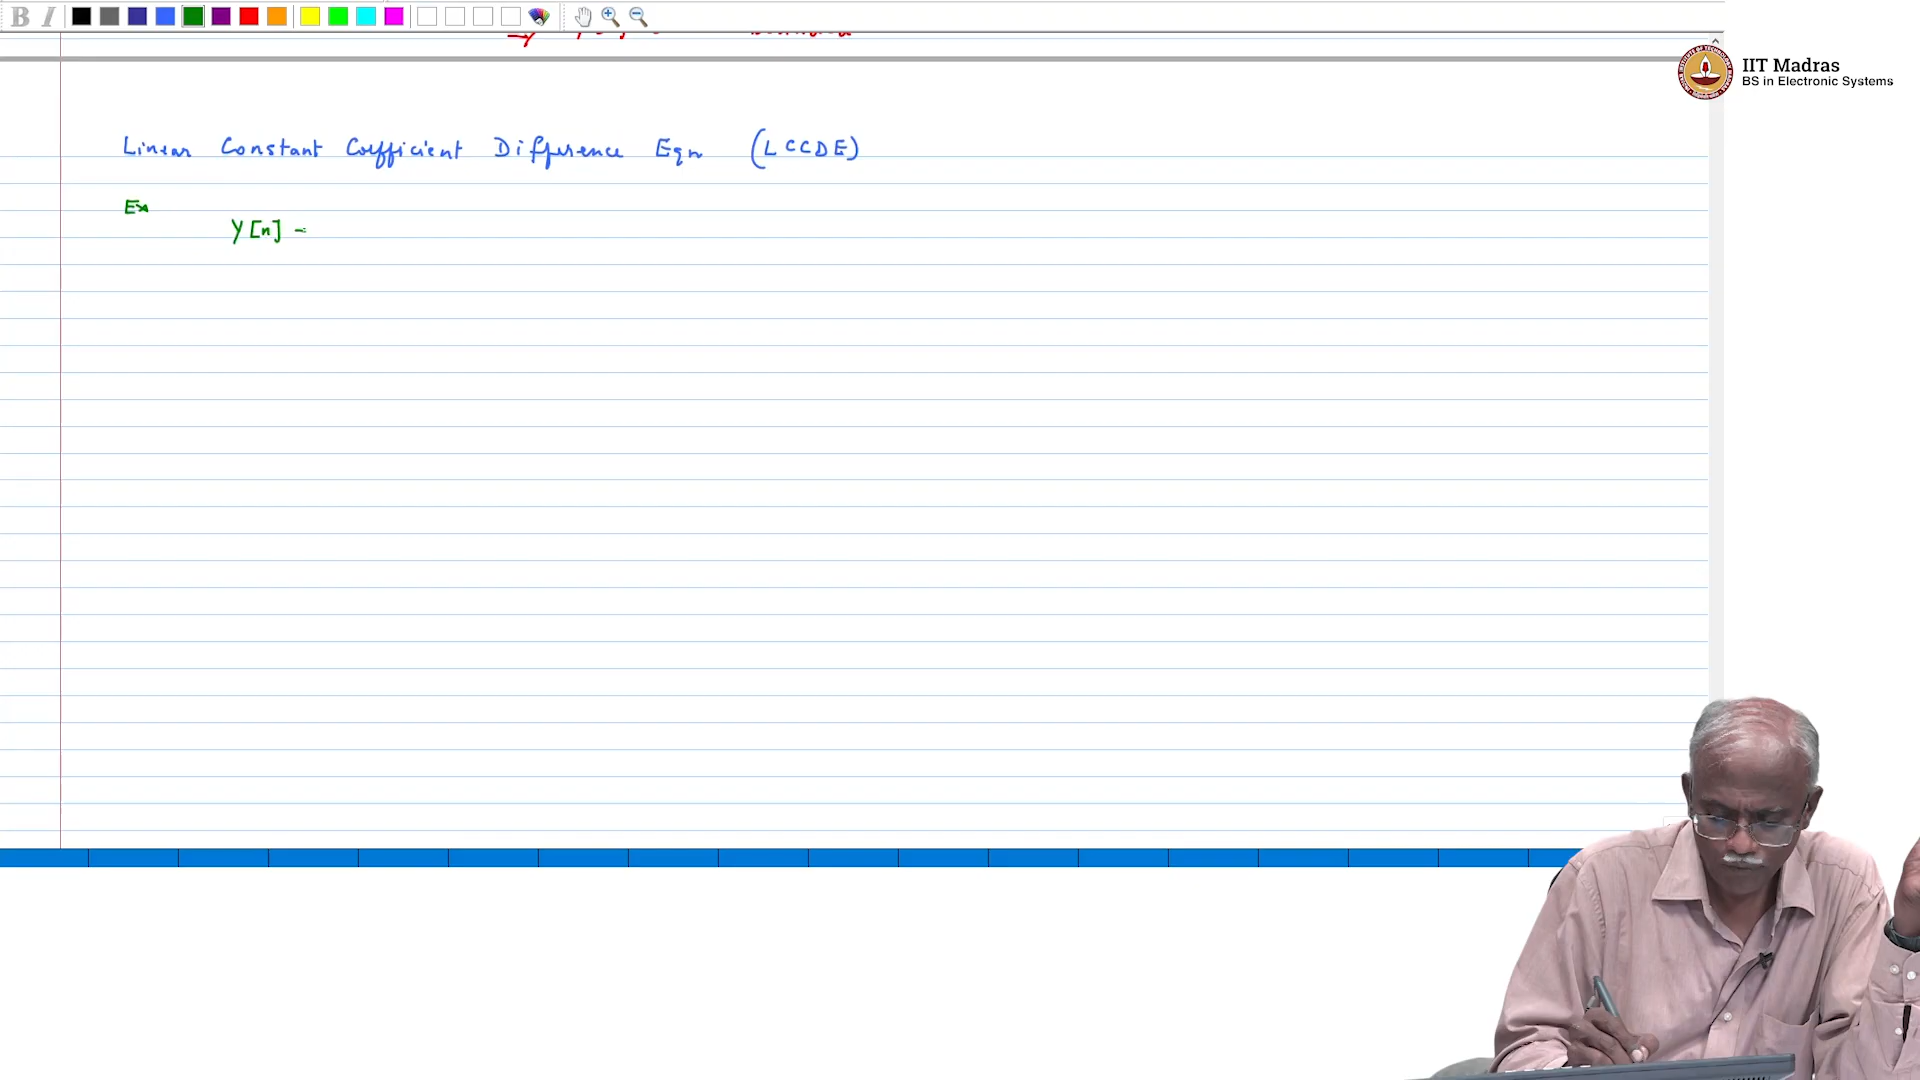 B I
IIT Madras
BS in Electronic Systems
Linear Constant Coefficient Difference Eqn (LCCDE)
Ex
y[n] -